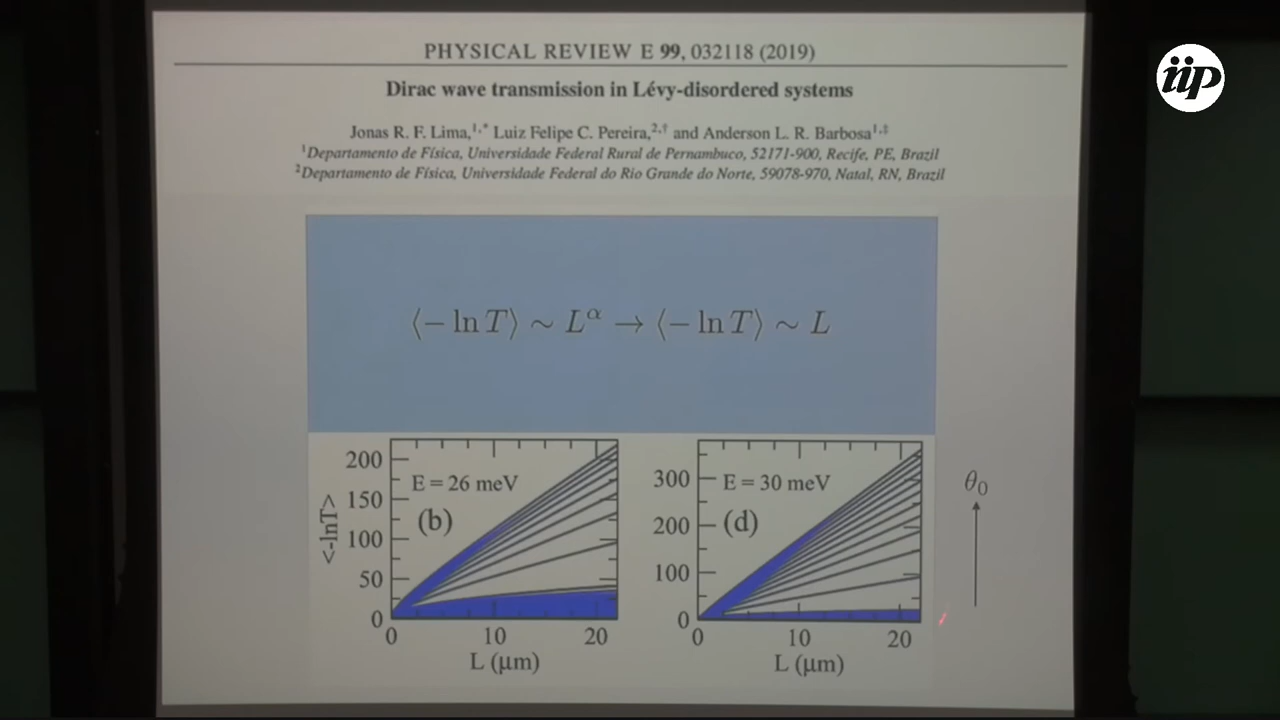 iip
PHYSICAL REVIEW E 99, 032118 (2019)
Dirac wave transmission in Lévy-disordered systems
Jonas R. F. Lima,¹,* Luiz Felipe C. Pereira,²,† and Anderson L. R. Barbosa¹,‡
¹Departamento de Física, Universidade Federal Rural de Pernambuco, 52171-900, Recife, PE, Brazil
²Departamento de Física, Universidade Federal do Rio Grande do Norte, 59078-970, Natal, RN, Brazil
⟨− ln T⟩ ∼ L^α → ⟨− ln T⟩ ∼ L
<-lnT>
200
150
100
50
0
E = 26 meV
(b)
0 10 20
L (μm)
300
200
100
0
E = 30 meV
(d)
0 10 20
L (μm)
θ₀